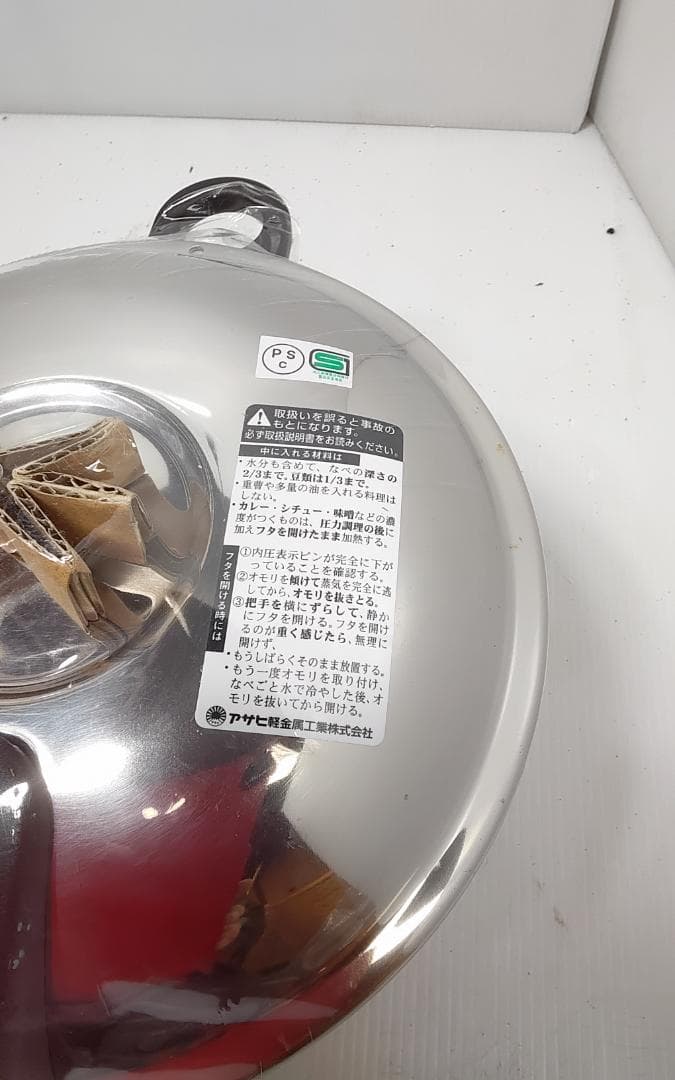 PS
C
SG
取扱いを誤ると事故の
もとになります。
必ず取扱説明書をお読みください。
中に入れる材料は
・水分も含めて、なべの深さの
2/3まで。豆類は1/3まで。
・重曹や多量の油を入れる料理は
しない。
・カレー・シチュー・味噌などの濃
度がつくものは、圧力調理の後に
加えフタを開けたまま加熱する。
フタを開ける時には
①内圧表示ピンが完全に下が
っていることを確認する。
②オモリを傾けて蒸気を完全に逃
してから、オモリを抜きとる。
③把手を横にずらして、静か
にフタを開ける。フタを開け
るのが重く感じたら、無理に
開けず、
・もうしばらくそのまま放置する。
・もう一度オモリを取り付け、
なべごと水で冷やした後、オ
モリを抜いてから開ける。
アサヒ軽金属工業株式会社